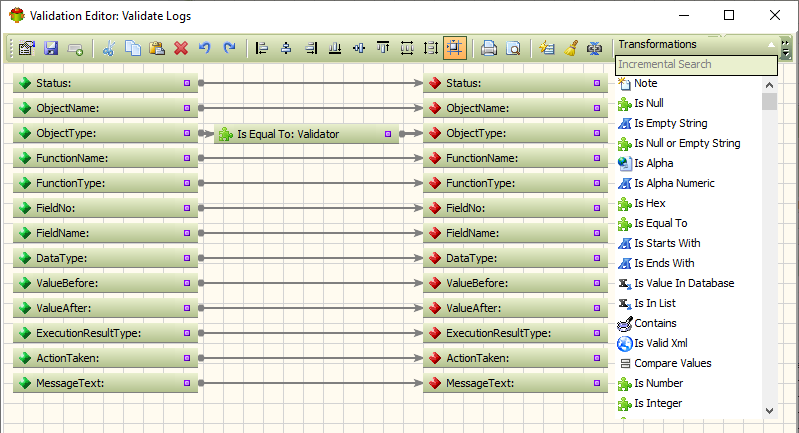 Validation Editor: Validate Logs
Transformations
Incremental Search
Status:
Status:
ObjectName:
ObjectName:
ObjectType:
Is Equal To: Validator
ObjectType:
FunctionName:
FunctionName:
FunctionType:
FunctionType:
FieldNo:
FieldNo:
FieldName:
FieldName:
DataType:
DataType:
ValueBefore:
ValueBefore:
ValueAfter:
ValueAfter:
ExecutionResultType:
ExecutionResultType:
ActionTaken:
ActionTaken:
MessageText:
MessageText:
Note
Is Null
Is Empty String
Is Null or Empty String
Is Alpha
Is Alpha Numeric
Is Hex
Is Equal To
Is Starts With
Is Ends With
Is Value In Database
Is In List
Contains
Is Valid Xml
Compare Values
Is Number
Is Integer